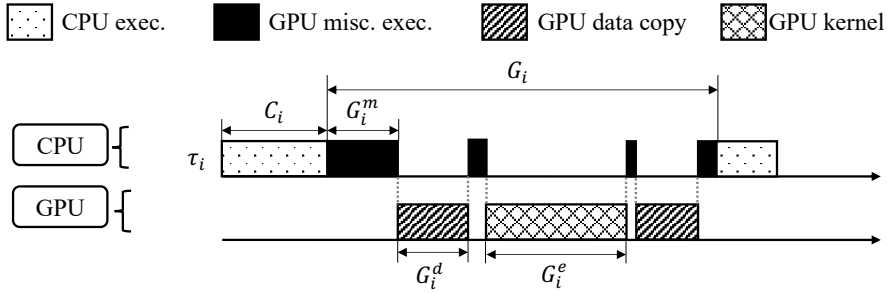 CPU exec. GPU misc. exec. GPU data copy GPU kernel
G_i
C_i G_i^m
CPU τ_i
GPU
G_i^d G_i^e